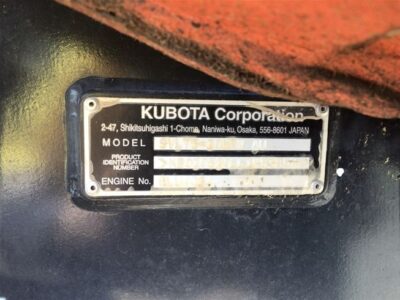 KUBOTA Corporation
2-47, Shikitsuhigashi 1-Chome, Naniwa-ku, Osaka, 556-8601 JAPAN
MODEL
PRODUCT
IDENTIFICATION
NUMBER
ENGINE No.